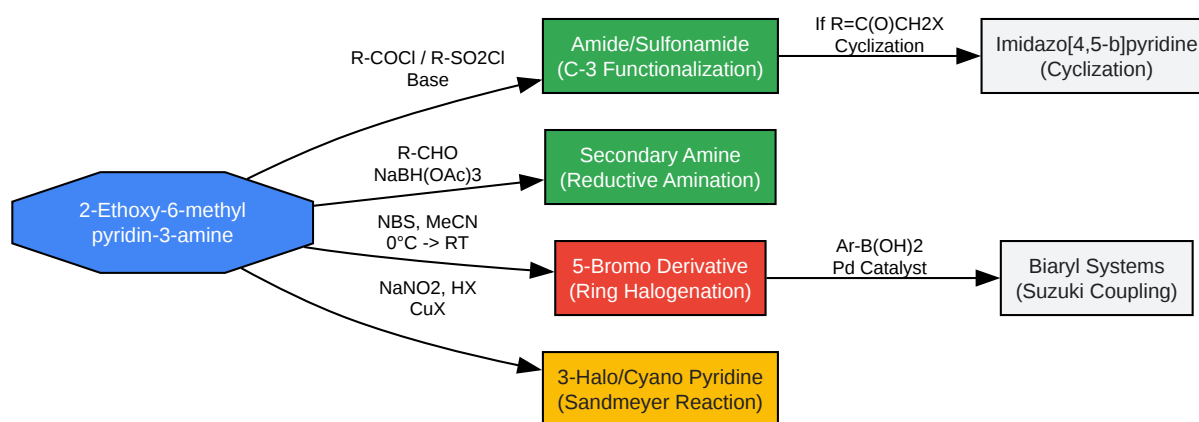 2-Ethoxy-6-methyl
pyridin-3-amine
R-COCl / R-SO2Cl
Base
Amide/Sulfonamide
(C-3 Functionalization)
If R=C(O)CH2X
Cyclization
Imidazo[4,5-b]pyridine
(Cyclization)
R-CHO
NaBH(OAc)3
Secondary Amine
(Reductive Amination)
NBS, MeCN
0°C -> RT
5-Bromo Derivative
(Ring Halogenation)
Ar-B(OH)2
Pd Catalyst
Biaryl Systems
(Suzuki Coupling)
NaNO2, HX
CuX
3-Halo/Cyano Pyridine
(Sandmeyer Reaction)